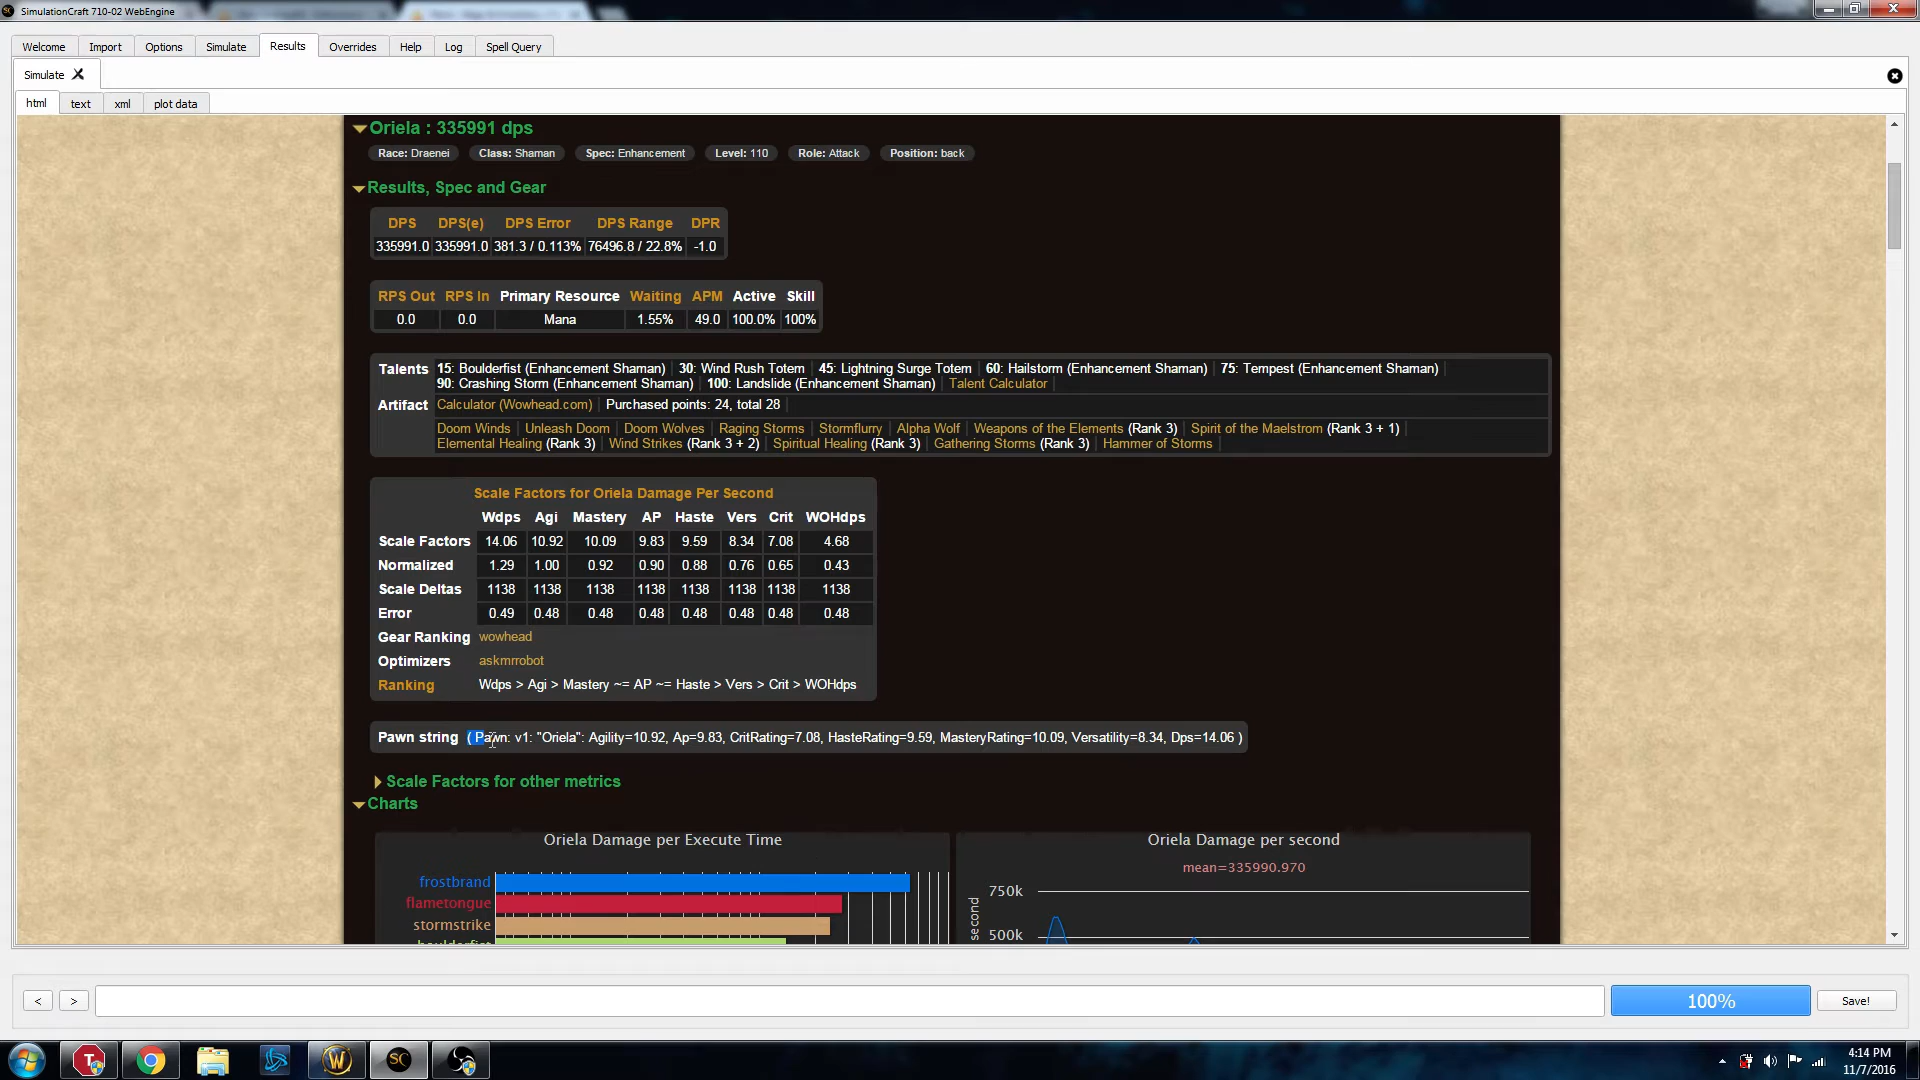 SimulationCraft 710-02 WebEngine
Welcome Import Options Simulate Results Overrides Help Log Spell Query
Simulate
html text xml plot data
Oriela : 335991 dps
Race: Draenei Class: Shaman Spec: Enhancement Level: 110 Role: Attack Position: back
Results, Spec and Gear
DPS DPS(e) DPS Error DPS Range DPR
335991.0 335991.0 381.3 / 0.113% 76496.8 / 22.8% -1.0
RPS Out RPS In Primary Resource Waiting APM Active Skill
0.0 0.0 Mana 1.55% 49.0 100.0% 100%
Talents 15: Boulderfist (Enhancement Shaman) 30: Wind Rush Totem 45: Lightning Surge Totem 60: Hailstorm (Enhancement Shaman) 75: Tempest (Enhancement Shaman)
90: Crashing Storm (Enhancement Shaman) 100: Landslide (Enhancement Shaman) Talent Calculator
Artifact Calculator (Wowhead.com) Purchased points: 24, total 28
Doom Winds Unleash Doom Doom Wolves Raging Storms Stormflurry Alpha Wolf Weapons of the Elements (Rank 3) Spirit of the Maelstrom (Rank 3 + 1)
Elemental Healing (Rank 3) Wind Strikes (Rank 3 + 2) Spiritual Healing (Rank 3) Gathering Storms (Rank 3) Hammer of Storms
Scale Factors for Oriela Damage Per Second
Wdps Agi Mastery AP Haste Vers Crit WOHdps
Scale Factors 14.06 10.92 10.09 9.83 9.59 8.34 7.08 4.68
Normalized 1.29 1.00 0.92 0.90 0.88 0.76 0.65 0.43
Scale Deltas 1138 1138 1138 1138 1138 1138 1138 1138
Error 0.49 0.48 0.48 0.48 0.48 0.48 0.48 0.48
Gear Ranking wowhead
Optimizers askmrrobot
Ranking Wdps > Agi > Mastery ~= AP ~= Haste > Vers > Crit > WOHdps
Pawn string ( Pawn: v1: "Oriela": Agility=10.92, Ap=9.83, CritRating=7.08, HasteRating=9.59, MasteryRating=10.09, Versatility=8.34, Dps=14.06 )
Scale Factors for other metrics
Charts
Oriela Damage per Execute Time
frostbrand
flametongue
stormstrike
Oriela Damage per second
mean=335990.970
750k
500k
< > 100% Save!
4:14 PM
11/7/2016